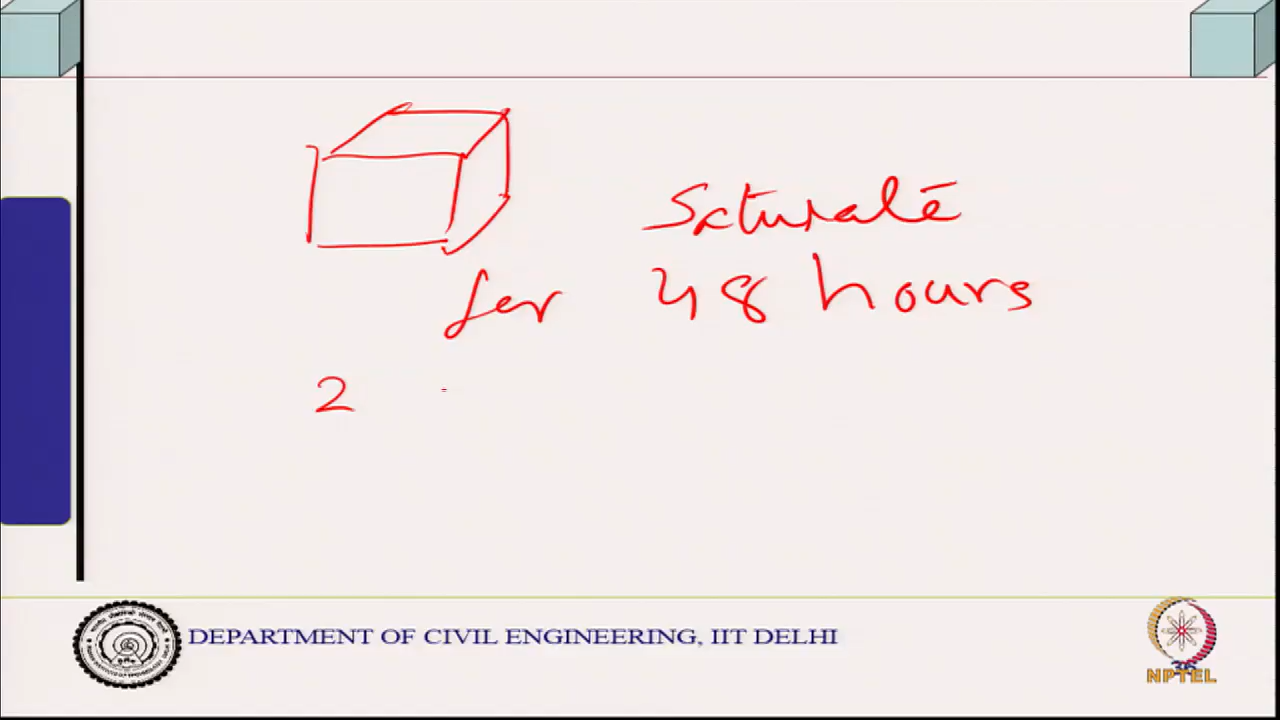 Saturate
for 48 hours
2
DEPARTMENT OF CIVIL ENGINEERING, IIT DELHI
NPTEL